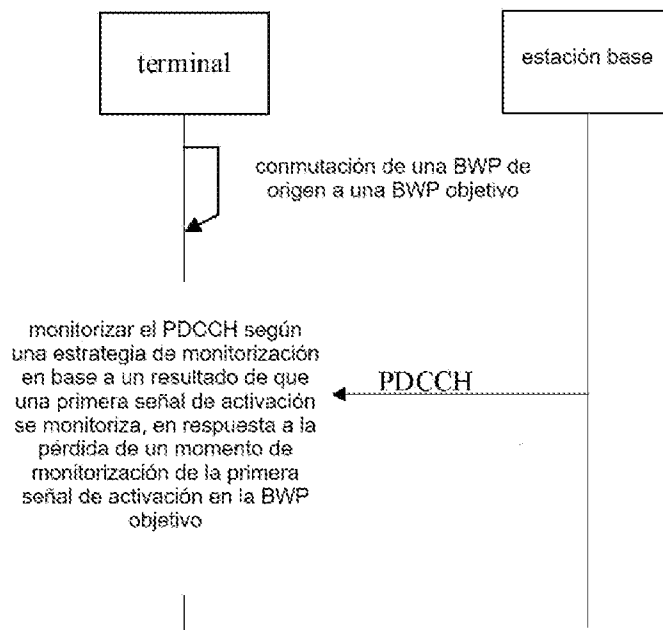 terminal
estación base
conmutación de una BWP de
origen a una BWP objetivo
monitorizar el PDCCH según
una estrategia de monitorización
en base a un resultado de que
una primera señal de activación
se monitoriza, en respuesta a la
pérdida de un momento de
monitorización de la primera
señal de activación en la BWP
objetivo
PDCCH